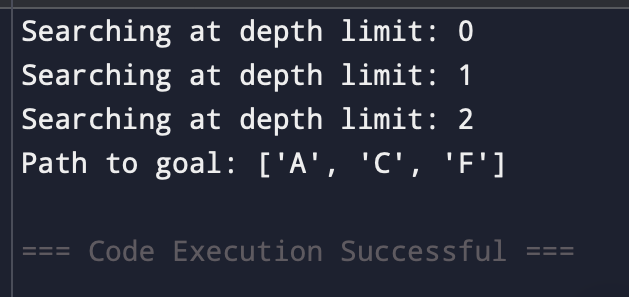 Searching at depth limit: 0
Searching at depth limit: 1
Searching at depth limit: 2
Path to goal: ['A', 'C', 'F']
=== Code Execution Successful ===